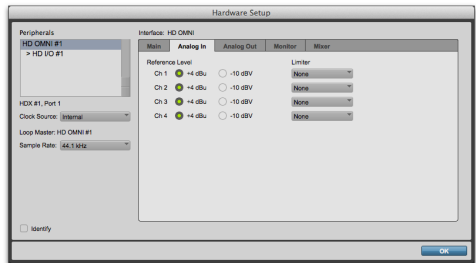 Hardware Setup
Peripherals
HD OMNI #1
> HD I/O #1
HDX #1, Port 1
Clock Source: Internal
Loop Master: HD OMNI #1
Sample Rate: 44.1 kHz
Identify
Interface: HD OMNI
Main Analog In Analog Out Monitor Mixer
Reference Level Limiter
Ch 1 +4 dBu -10 dBV None
Ch 2 +4 dBu -10 dBV None
Ch 3 +4 dBu -10 dBV None
Ch 4 +4 dBu -10 dBV None
OK